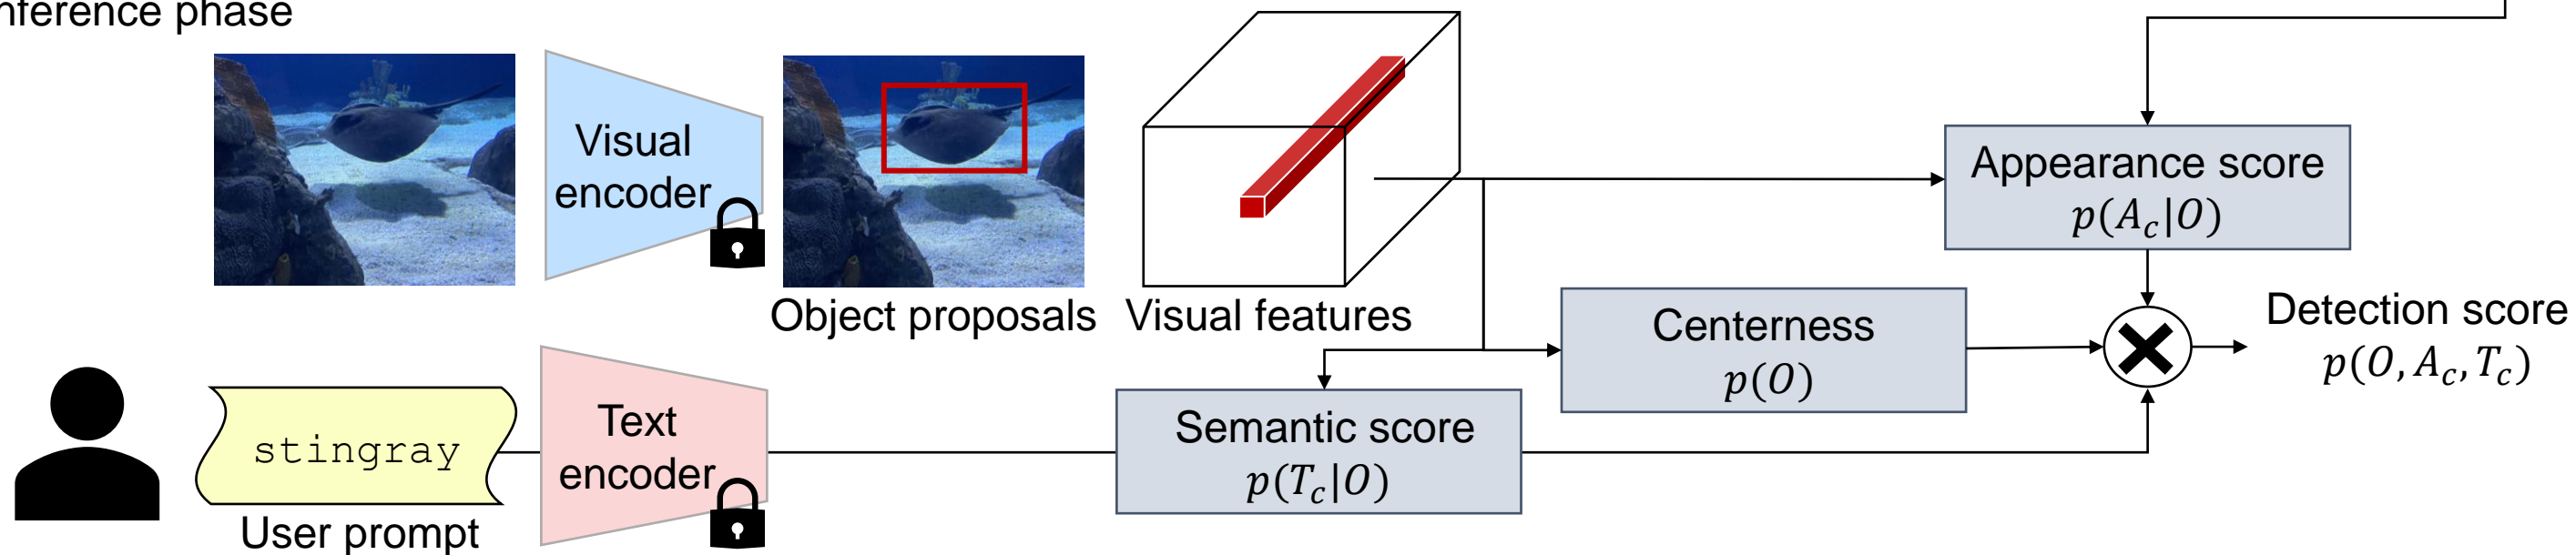 nference phase
Visual
encoder
Object proposals
Visual features
Appearance score
p(A_c|O)
Centerness
p(O)
Detection score
p(O, A_c, T_c)
stingray
User prompt
Text
encoder
Semantic score
p(T_c|O)